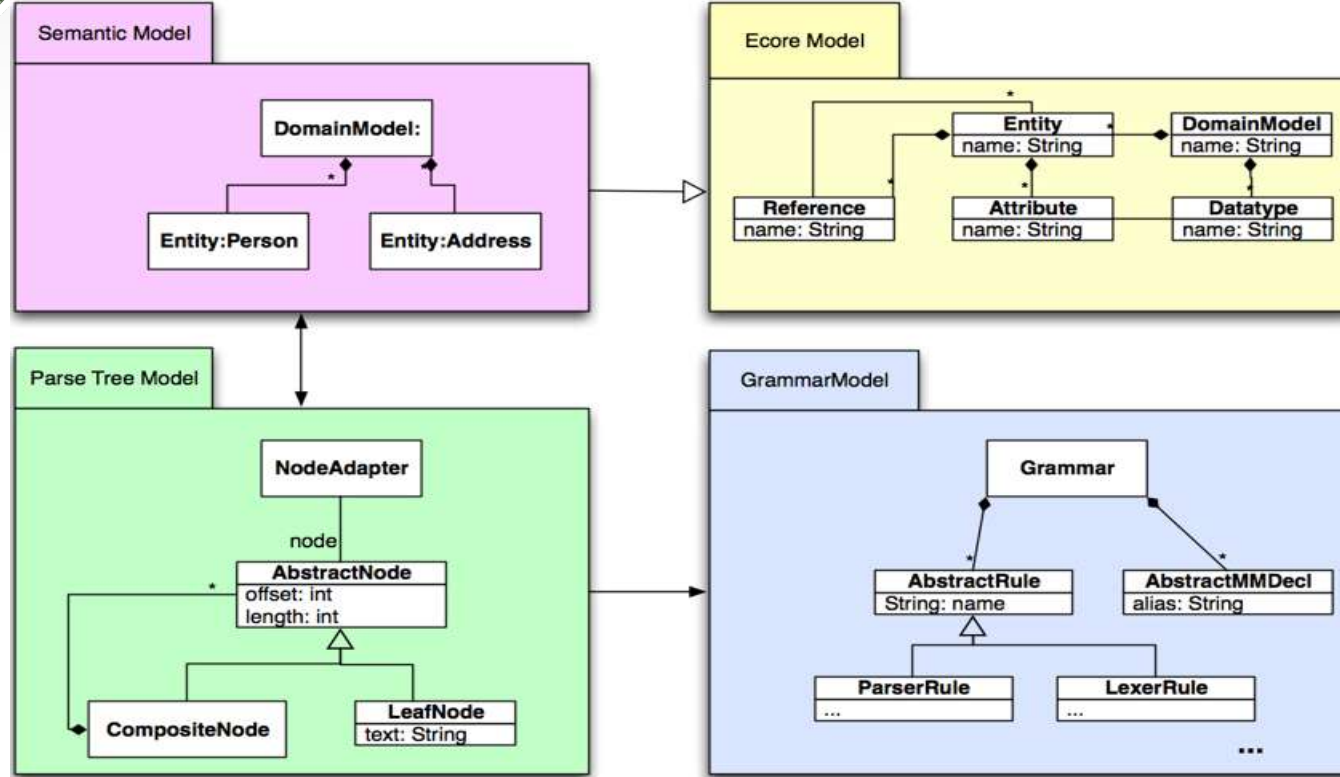 Semantic Model
DomainModel:
*
Entity:Person
Entity:Address
Ecore Model
*
Entity
name: String
*
DomainModel
name: String
*
*
*
Reference
name: String
Attribute
name: String
Datatype
name: String
Parse Tree Model
NodeAdapter
node
*
AbstractNode
offset: int
length: int
CompositeNode
LeafNode
text: String
GrammarModel
Grammar
*
*
AbstractRule
String: name
AbstractMMDecl
alias: String
ParserRule
...
LexerRule
...
...